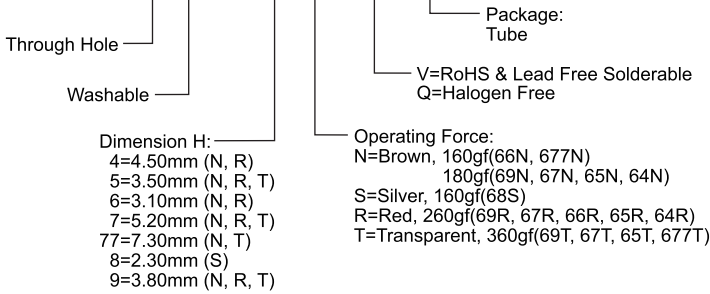 Package:
Tube
Through Hole
V=RoHS & Lead Free Solderable
Q=Halogen Free
Washable
Dimension H:
4=4.50mm (N, R)
5=3.50mm (N, R, T)
6=3.10mm (N, R)
7=5.20mm (N, R, T)
77=7.30mm (N, T)
8=2.30mm (S)
9=3.80mm (N, R, T)
Operating Force:
N=Brown, 160gf(66N, 677N)
180gf(69N, 67N, 65N, 64N)
S=Silver, 160gf(68S)
R=Red, 260gf(69R, 67R, 66R, 65R, 64R)
T=Transparent, 360gf(69T, 67T, 65T, 677T)